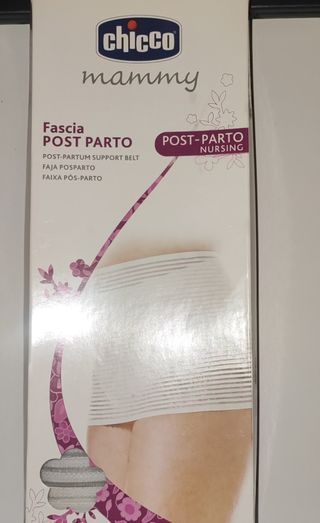 chicco
mammy
Fascia
POST PARTO
POST-PARTUM SUPPORT BELT
FAJA POSPARTO
FAIXA PÓS-PARTO
POST-PARTO
NURSING